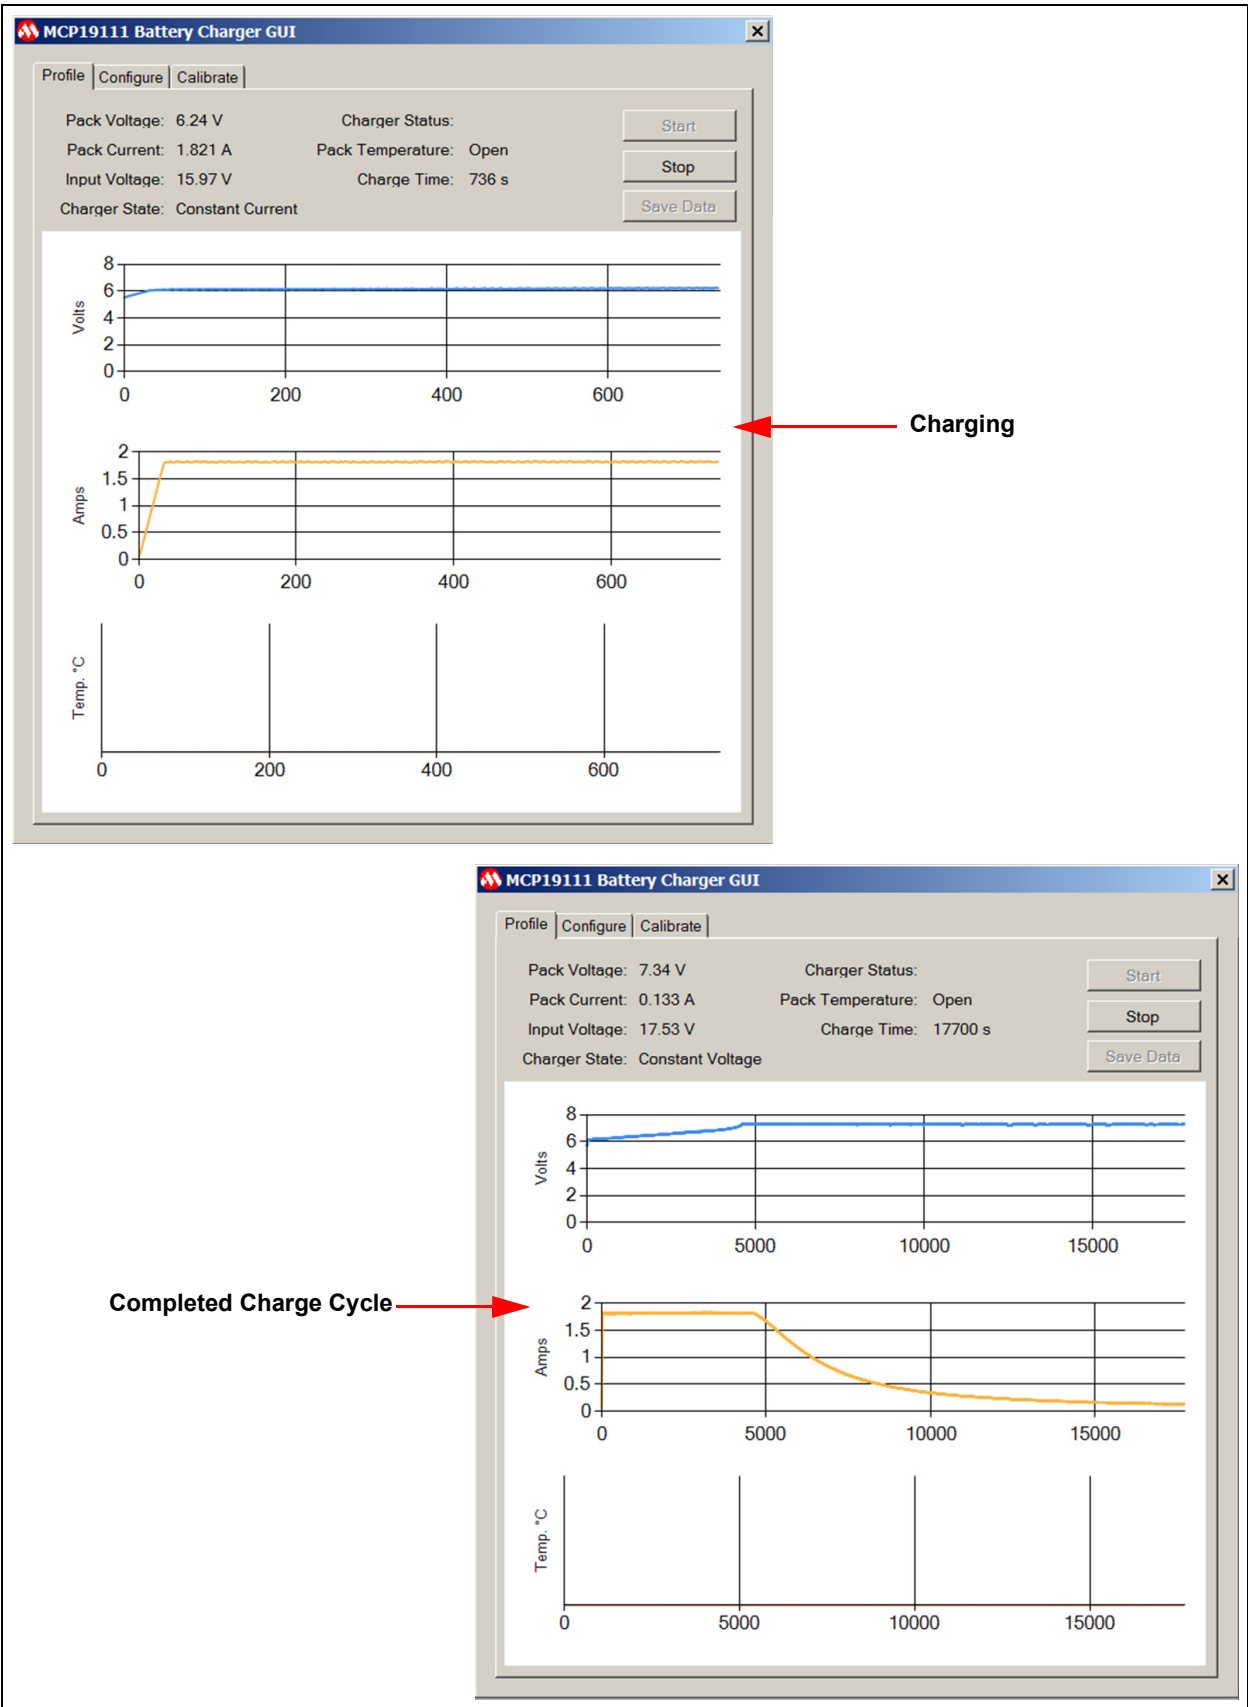 MCP19111 Battery Charger GUI
Profile Configure Calibrate
Pack Voltage: 6.24 V Charger Status: Start
Pack Current: 1.821 A Pack Temperature: Open Stop
Input Voltage: 15.97 V Charge Time: 736 s
Charger State: Constant Current Save Data
8
6
4
2
0
Volts
0 200 400 600
Charging
2
1.5
1
0.5
0
Amps
0 200 400 600
Temp. °C
0 200 400 600
MCP19111 Battery Charger GUI
Profile Configure Calibrate
Pack Voltage: 7.34 V Charger Status: Start
Pack Current: 0.133 A Pack Temperature: Open Stop
Input Voltage: 17.53 V Charge Time: 17700 s
Charger State: Constant Voltage Save Data
8
6
4
2
0
Volts
0 5000 10000 15000
Completed Charge Cycle
2
1.5
1
0.5
0
Amps
0 5000 10000 15000
Temp. °C
0 5000 10000 15000